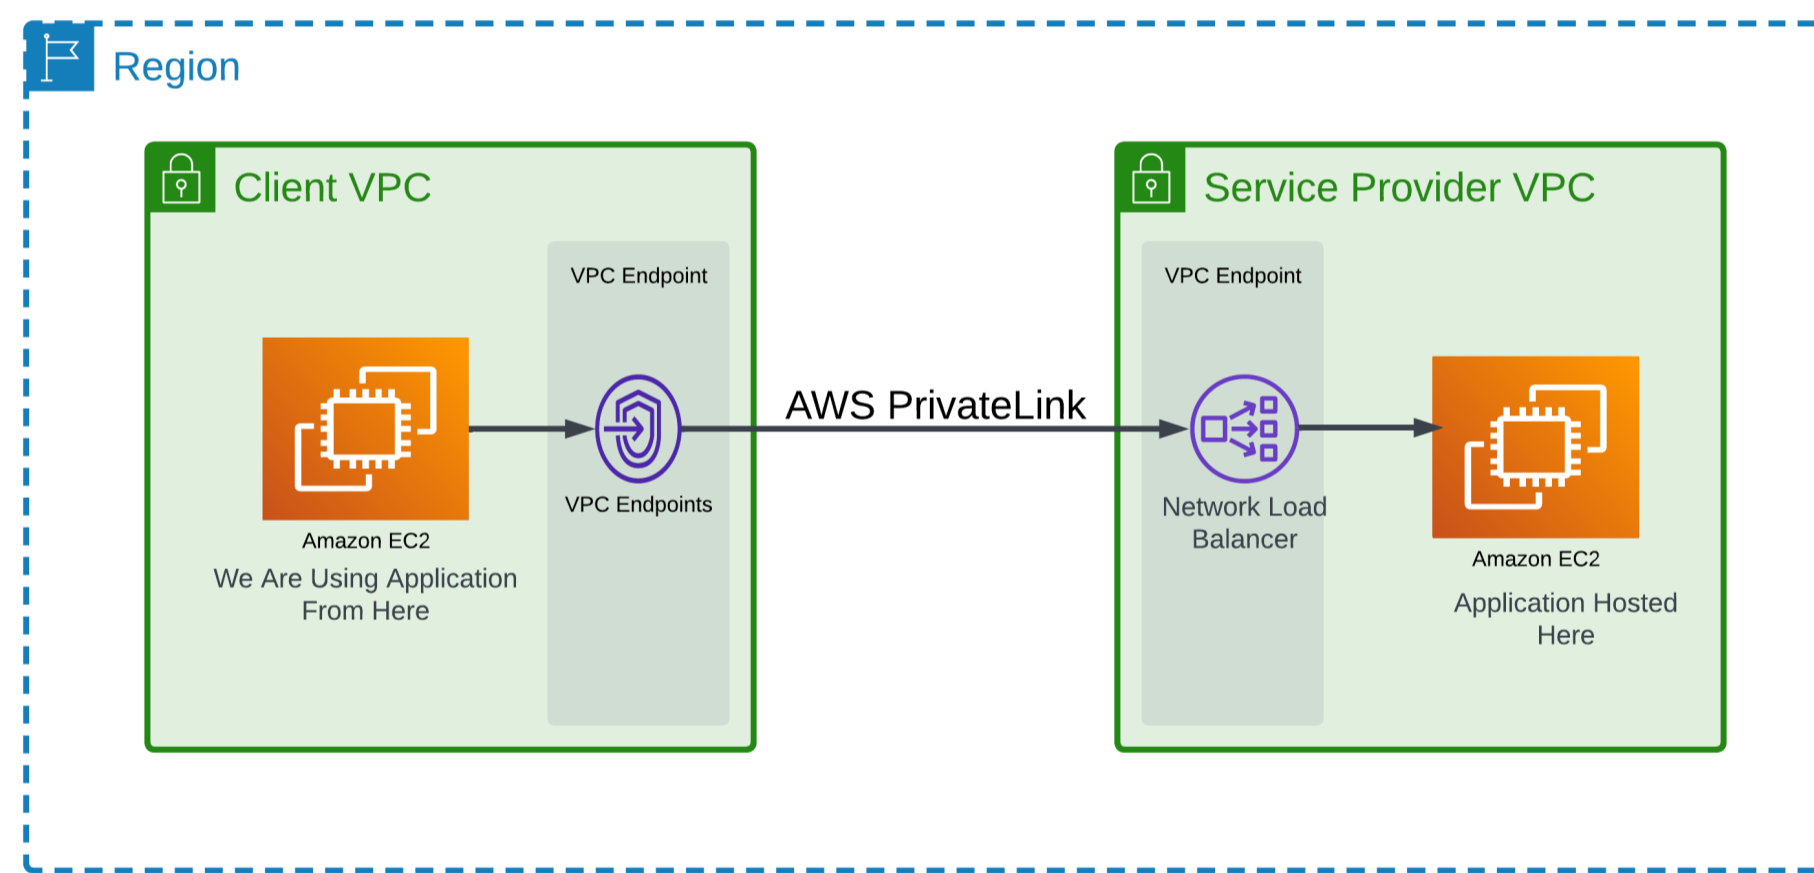 Region
Client VPC
VPC Endpoint
Amazon EC2
We Are Using Application
From Here
VPC Endpoints
AWS PrivateLink
Service Provider VPC
VPC Endpoint
Network Load
Balancer
Amazon EC2
Application Hosted
Here